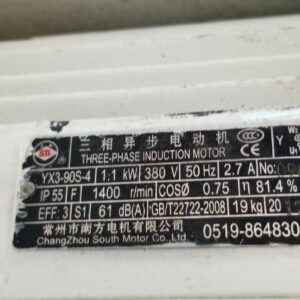 三相异步电动机
THREE-PHASE INDUCTION MOTOR
YX3-90S-4 1:1 kW 380 V 50 Hz 2.7 A No:
IP 55 F 1400 r/min COSØ 0.75 η 81.4 %
EFF: 3 S1 61 dB(A) GB/T22722-2008 19 kg 20
常州市南方电机有限公司 0519-864830
ChangZhou South Motor Co.,Ltd